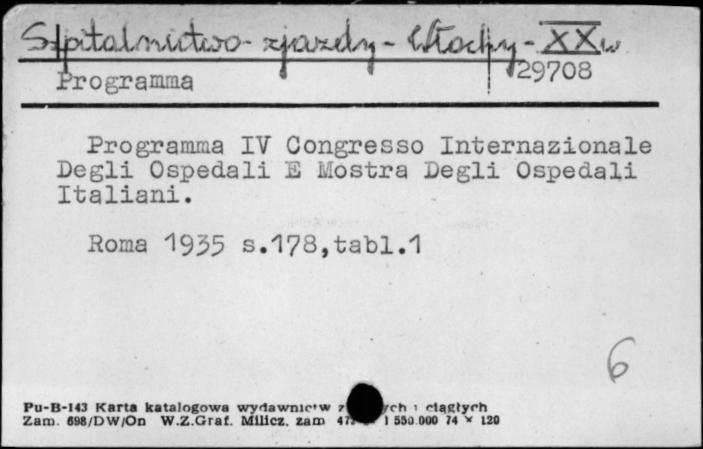 Szpitalnictwo - zjazdy - Włochy - XX w
Programma 29708
Programma IV Congresso Internazionale
Degli Ospedali E Mostra Degli Ospedali
Italiani.
Roma 1935 s.178,tabl.1
6
Pu-B-143 Karta katalogowa wydawnictw i ciągłych
Zam. 698/DW/On W.Z.Graf. Milicz. zam 1 550.000 74 × 120